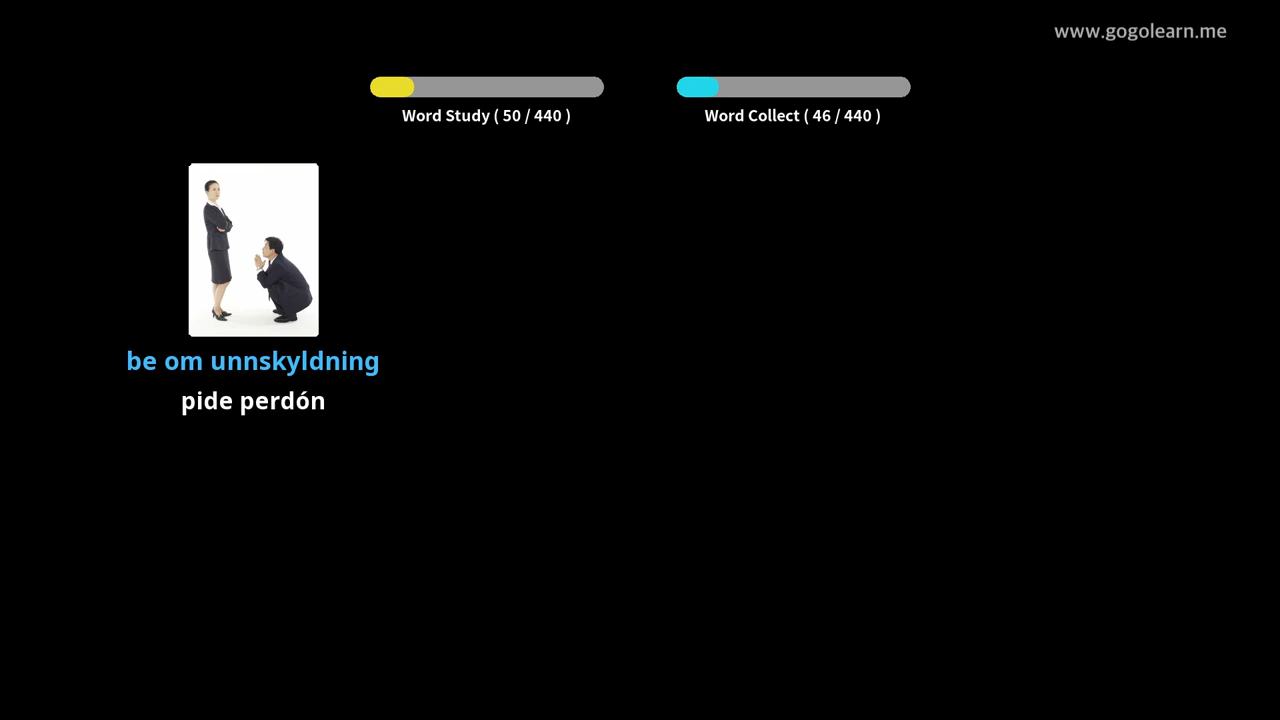 www.gogolearn.me
Word Study ( 50 / 440 )
Word Collect ( 46 / 440 )
be om unnskyldning
pide perdón